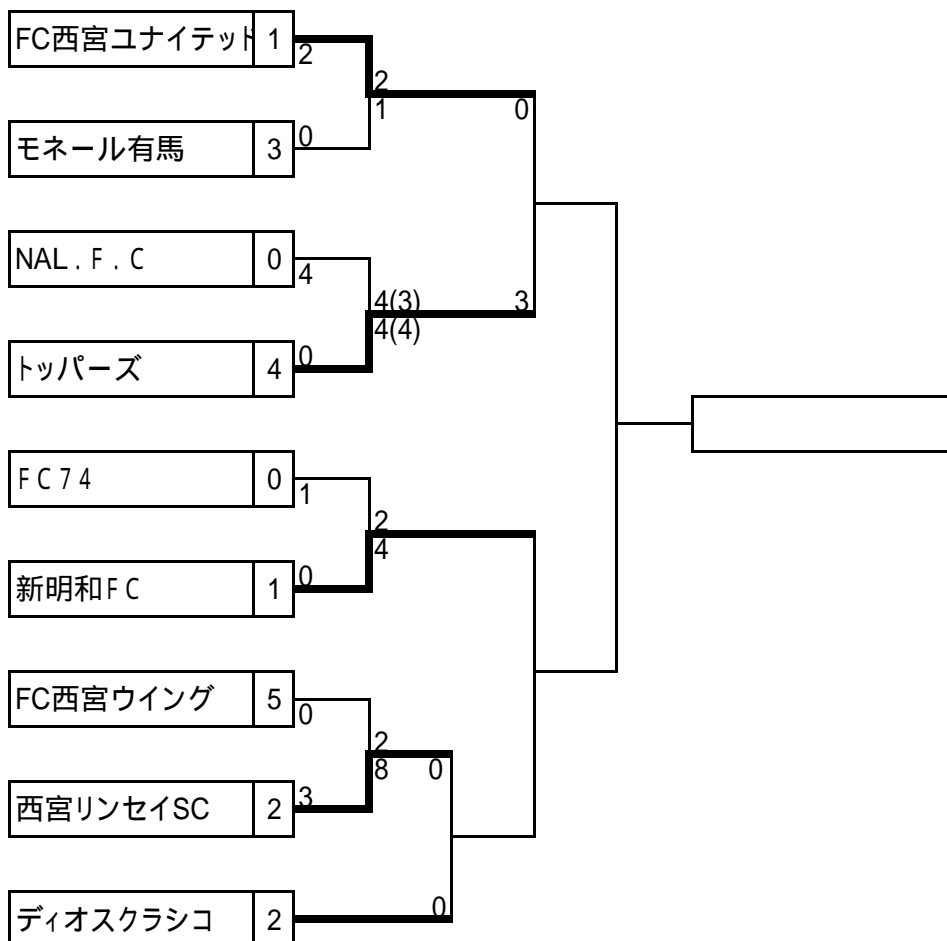 FC西宮ユナイテッド 1
2
2
1
0
モネール有馬 3
0
NAL．Ｆ．Ｃ 0
4
4(3)
4(4)
3
トッパーズ 4
0
ＦＣ７４ 0
1
2
4
新明和ＦＣ 1
0
FC西宮ウイング 5
0
2
8
0
西宮リンセイSC 2
3
ディオスクラシコ 2
0